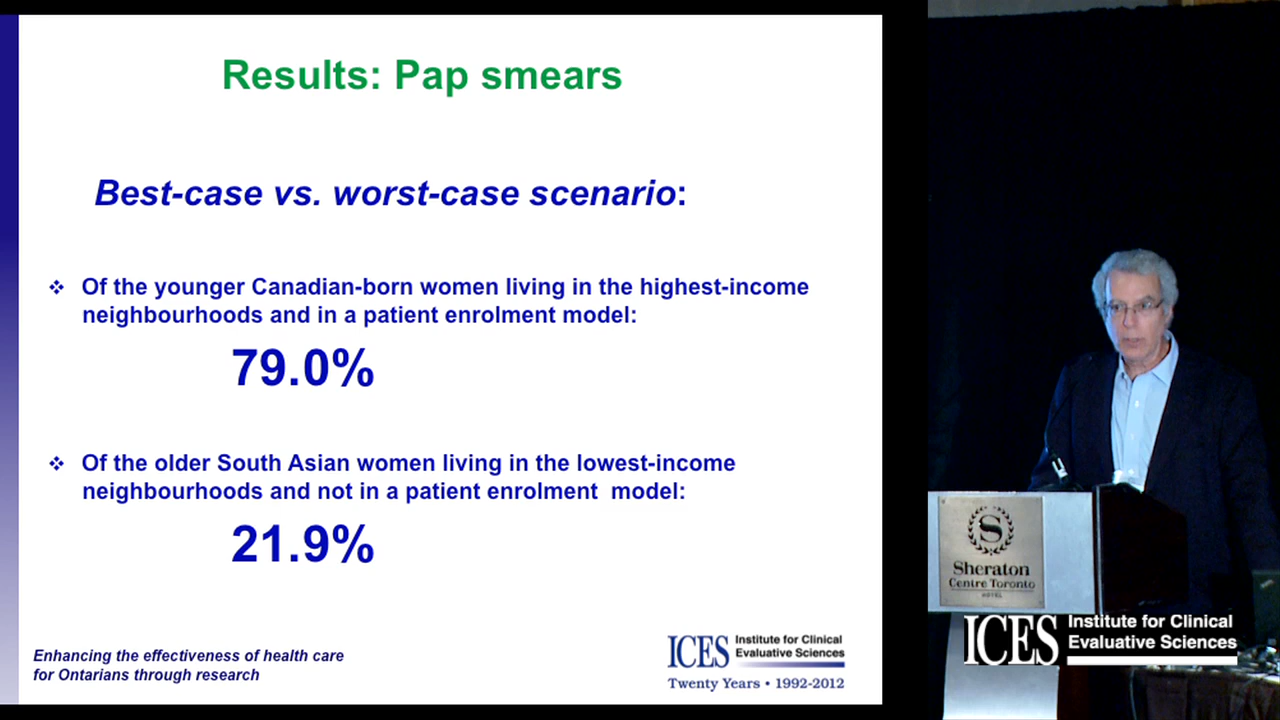 Results: Pap smears
Best-case vs. worst-case scenario:
❖ Of the younger Canadian-born women living in the highest-income
neighbourhoods and in a patient enrolment model:
79.0%
❖ Of the older South Asian women living in the lowest-income
neighbourhoods and not in a patient enrolment model:
21.9%
Enhancing the effectiveness of health care
for Ontarians through research
ICES Institute for Clinical
Evaluative Sciences
Twenty Years • 1992-2012
S
Sheraton
Centre Toronto
HOTEL
ICES Institute for Clinical
Evaluative Sciences